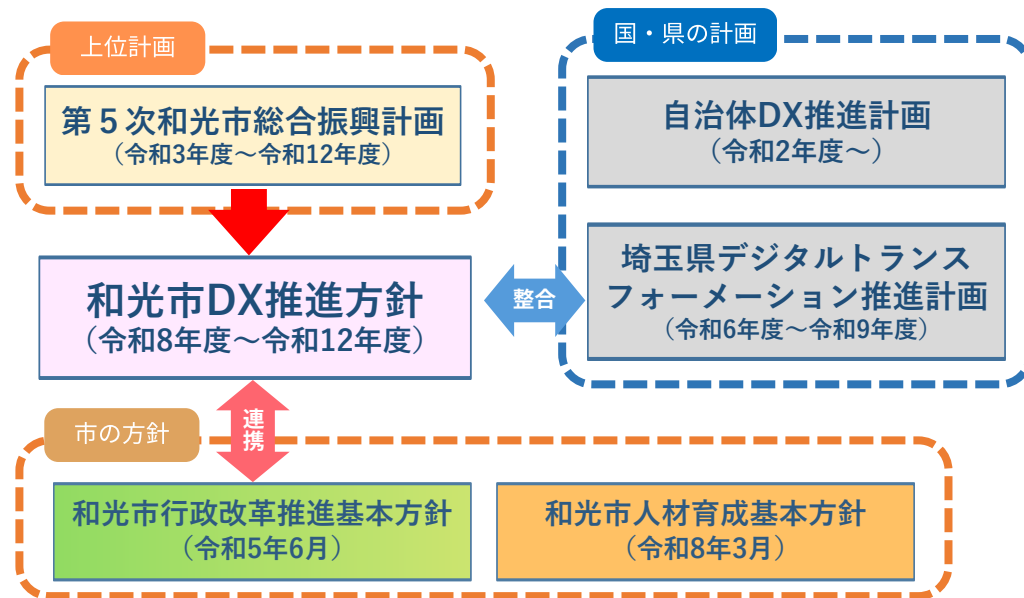 上位計画
第５次和光市総合振興計画
（令和3年度～令和12年度）
国・県の計画
自治体DX推進計画
（令和2年度～）
埼玉県デジタルトランス
フォーメーション推進計画
（令和6年度～令和9年度）
和光市DX推進方針
（令和8年度～令和12年度）
整合
連携
市の方針
和光市行政改革推進基本方針
（令和5年6月）
和光市人材育成基本方針
（令和8年3月）